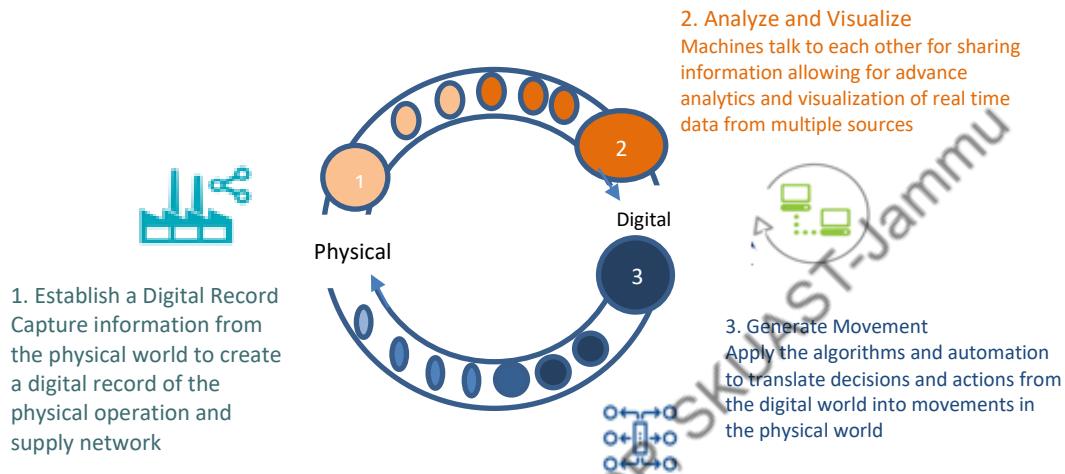 2. Analyze and Visualize
Machines talk to each other for sharing
information allowing for advance
analytics and visualization of real time
data from multiple sources
1
2
Digital
Physical
3
1. Establish a Digital Record
Capture information from
the physical world to create
a digital record of the
physical operation and
supply network
3. Generate Movement
Apply the algorithms and automation
to translate decisions and actions from
the digital world into movements in
the physical world
SKUAST-Jammu